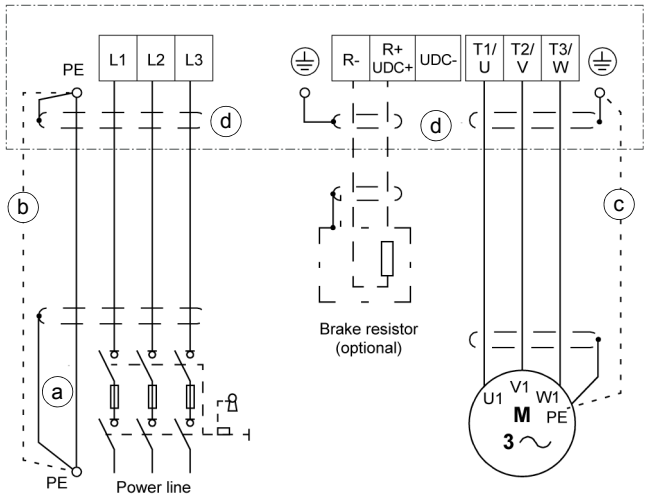 PE
L1 L2 L3
R-
R+
UDC+
UDC-
T1/
U
T2/
V
T3/
W
d
d
b
c
a
Brake resistor
(optional)
U1 V1 W1
M PE
3
PE
Power line